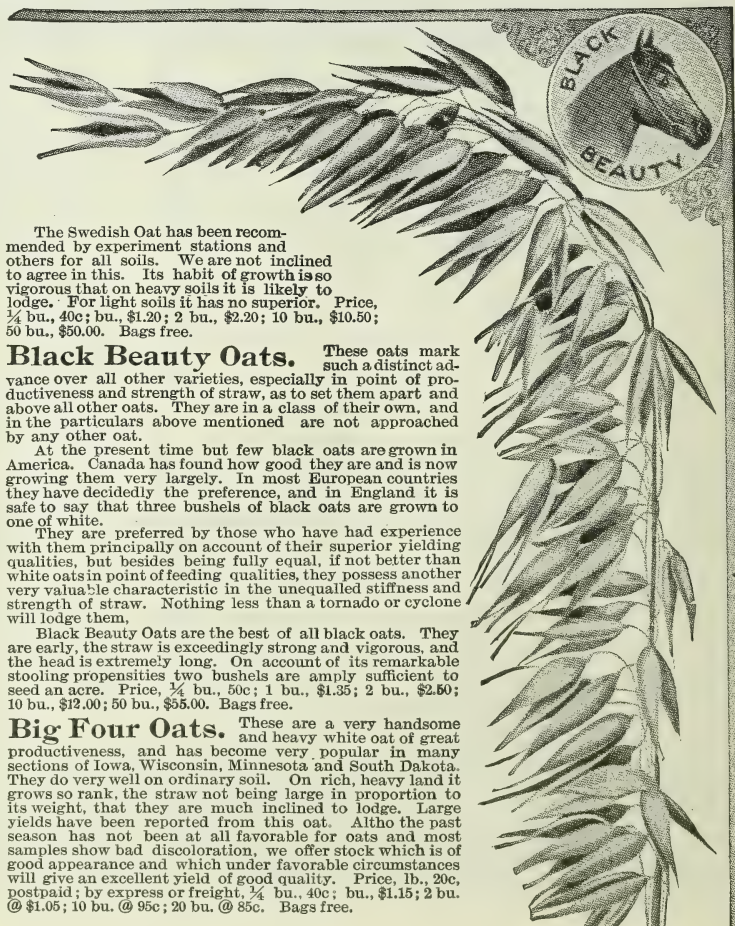 BLACK
BEAUTY
The Swedish Oat has been recom-
mended by experiment stations and
others for all soils. We are not inclined
to agree in this. Its habit of growth is so
vigorous that on heavy soils it is likely to
lodge. For light soils it has no superior. Price,
¼ bu., 40c; bu., $1.20; 2 bu., $2.20; 10 bu., $10.50;
50 bu., $50.00. Bags free.
Black Beauty Oats. These oats mark
such a distinct ad-
vance over all other varieties, especially in point of pro-
ductiveness and strength of straw, as to set them apart and
above all other oats. They are in a class of their own, and
in the particulars above mentioned are not approached
by any other oat.
At the present time but few black oats are grown in
America. Canada has found how good they are and is now
growing them very largely. In most European countries
they have decidedly the preference, and in England it is
safe to say that three bushels of black oats are grown to
one of white.
They are preferred by those who have had experience
with them principally on account of their superior yielding
qualities, but besides being fully equal, if not better than
white oats in point of feeding qualities, they possess another
very valuable characteristic in the unequalled stiffness and
strength of straw. Nothing less than a tornado or cyclone
will lodge them,
Black Beauty Oats are the best of all black oats. They
are early, the straw is exceedingly strong and vigorous, and
the head is extremely long. On account of its remarkable
stooling propensities two bushels are amply sufficient to
seed an acre. Price, ¼ bu., 50c; 1 bu., $1.35; 2 bu., $2.50;
10 bu., $12.00; 50 bu., $55.00. Bags free.
Big Four Oats. These are a very handsome
and heavy white oat of great
productiveness, and has become very popular in many
sections of Iowa, Wisconsin, Minnesota and South Dakota.
They do very well on ordinary soil. On rich, heavy land it
grows so rank, the straw not being large in proportion to
its weight, that they are much inclined to lodge. Large
yields have been reported from this oat. Altho the past
season has not been at all favorable for oats and most
samples show bad discoloration, we offer stock which is of
good appearance and which under favorable circumstances
will give an excellent yield of good quality. Price, lb., 20c,
postpaid; by express or freight, ¼ bu., 40c; bu., $1.15; 2 bu.
@ $1.05; 10 bu. @ 95c; 20 bu. @ 85c. Bags free.